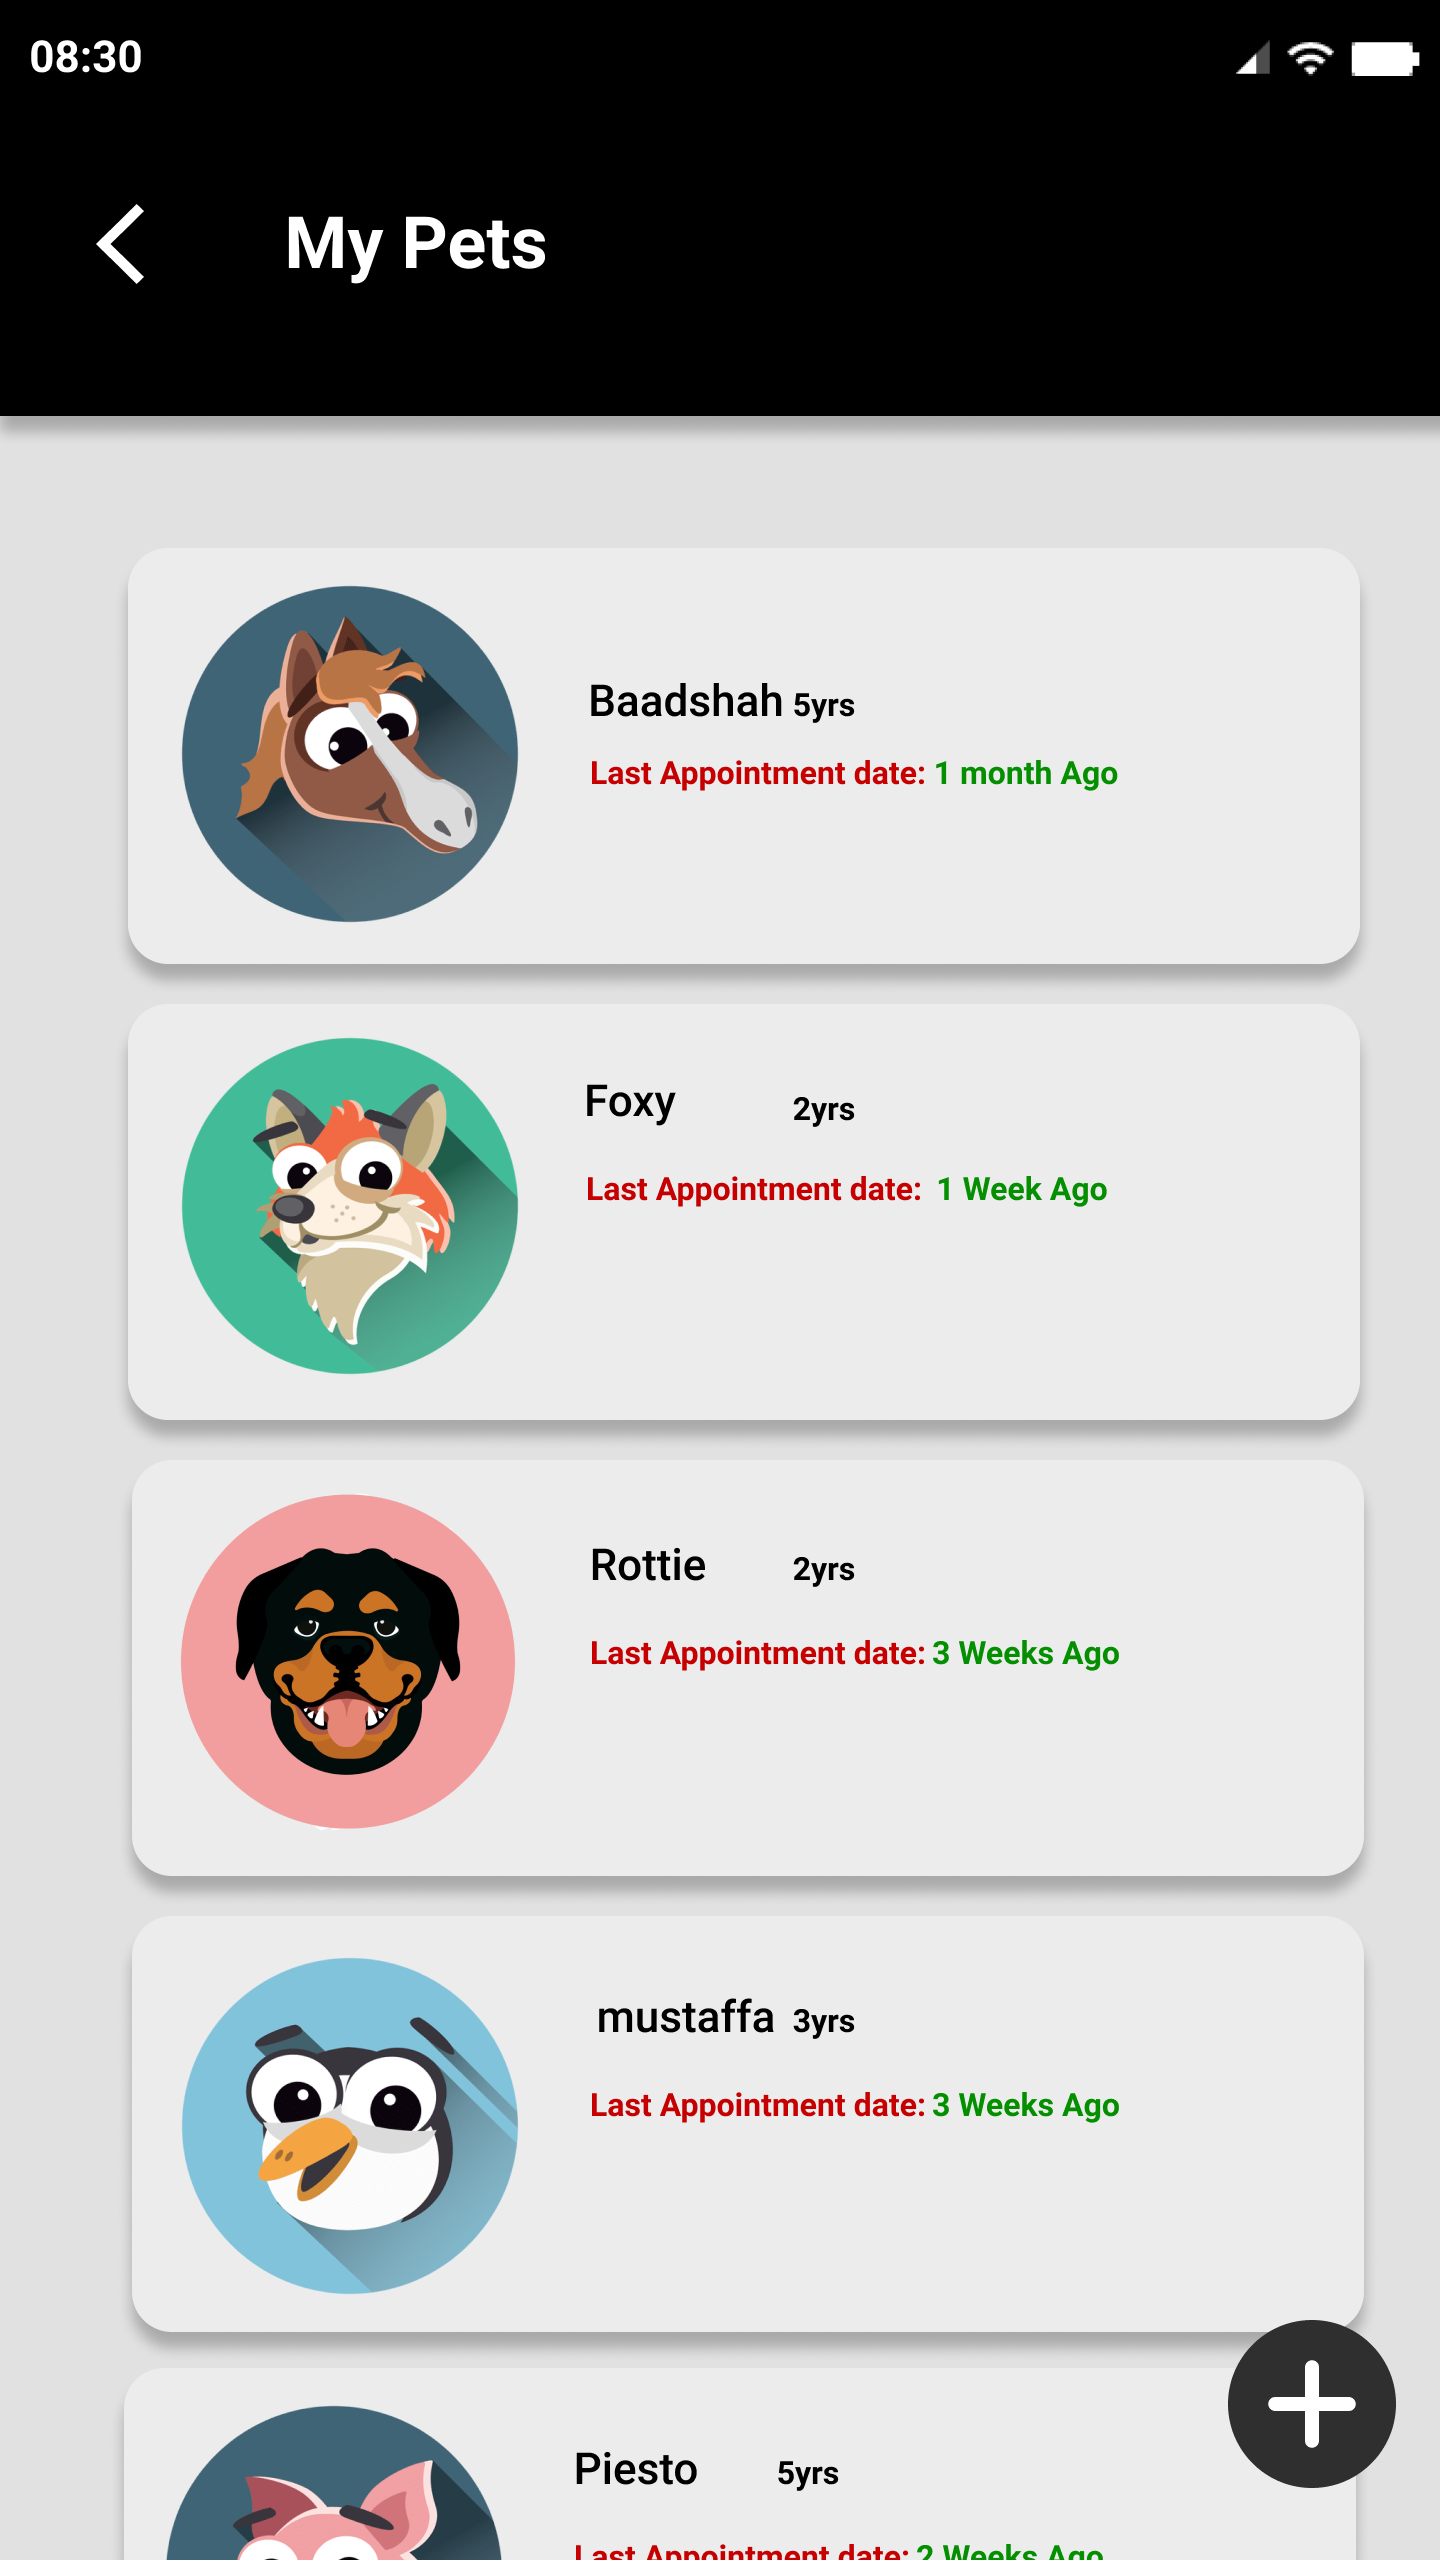 08:30
My Pets
Baadshah 5yrs
Last Appointment date: 1 month Ago
Foxy 2yrs
Last Appointment date: 1 Week Ago
Rottie 2yrs
Last Appointment date: 3 Weeks Ago
mustaffa 3yrs
Last Appointment date: 3 Weeks Ago
Piesto 5yrs
Last Appointment date: 2 Weeks Ago